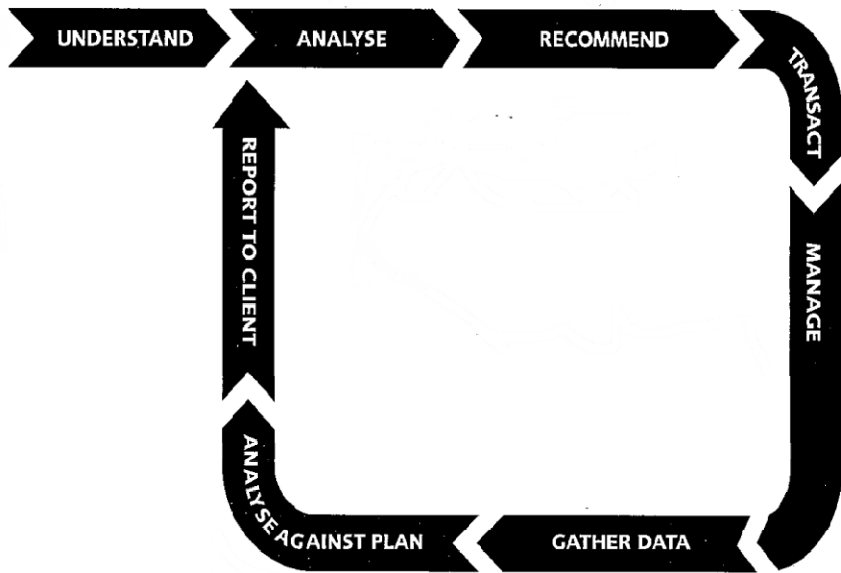 UNDERSTAND
ANALYSE
RECOMMEND
TRANSACT
MANAGE
GATHER DATA
ANALYSE AGAINST PLAN
REPORT TO CLIENT